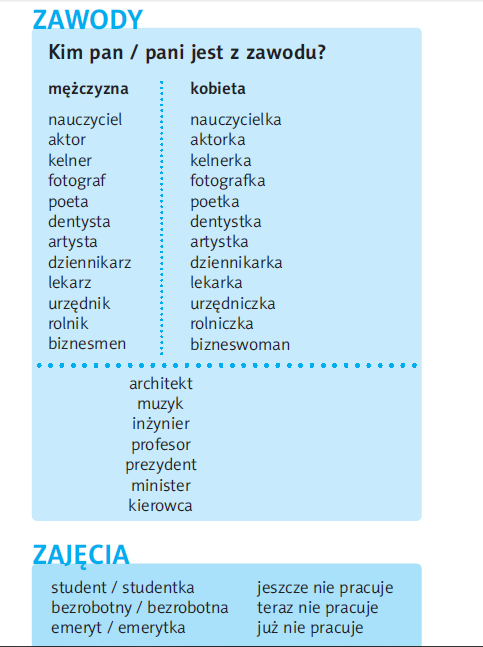 ZAWODY
Kim pan / pani jest z zawodu?
mężczyzna kobieta
nauczyciel nauczycielka
aktor aktorka
kelner kelnerka
fotograf fotografka
poeta poetka
dentysta dentystka
artysta artystka
dziennikarz dziennikarka
lekarz lekarka
urzędnik urzędniczka
rolnik rolniczka
biznesmen bizneswoman
architekt
muzyk
inżynier
profesor
prezydent
minister
kierowca
ZAJĘCIA
student / studentka jeszcze nie pracuje
bezrobotny / bezrobotna teraz nie pracuje
emeryt / emerytka już nie pracuje